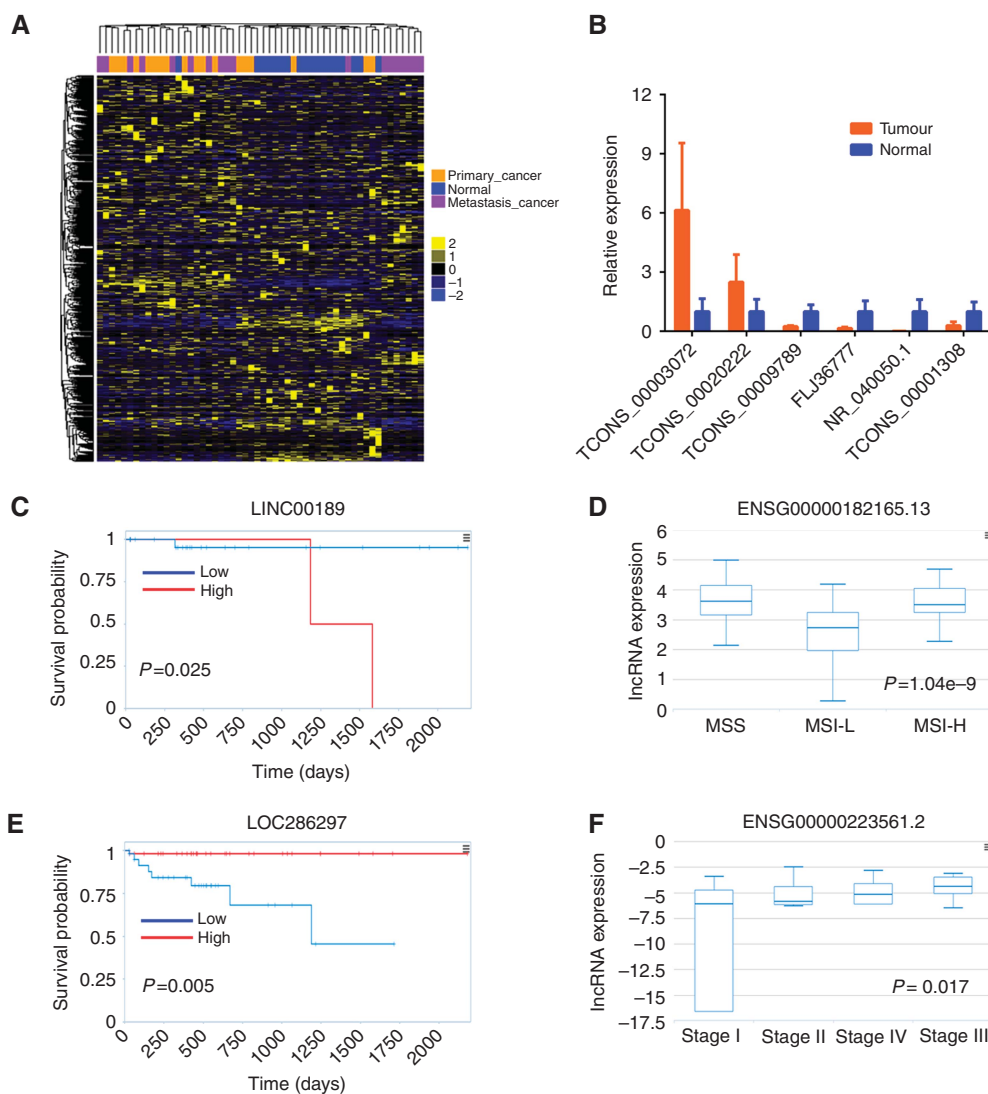 A
Primary_cancer
Normal
Metastasis_cancer
2
1
0
−1
−2
B
12
9
6
3
0
Relative expression
Tumour
Normal
TCONS_00003072
TCONS_00020222
TCONS_00009789
FLJ36777
NR_040050.1
TCONS_00001308
C
LINC00189
1
0.75
0.5
0.25
0
Survival probability
Low
High
P=0.025
0 250 500 750 1000 1250 1500 1750 2000
Time (days)
D
ENSG00000182165.13
6
5
4
3
2
1
0
lncRNA expression
P=1.04e−9
MSS MSI-L MSI-H
E
LOC286297
1
0.75
0.5
0.25
0
Survival probability
Low
High
P=0.005
0 250 500 750 1000 1250 1500 1750 2000
Time (days)
F
ENSG00000223561.2
0
−2.5
−5
−7.5
−10
−12.5
−15
−17.5
lncRNA expression
P= 0.017
Stage I Stage II Stage IV Stage III